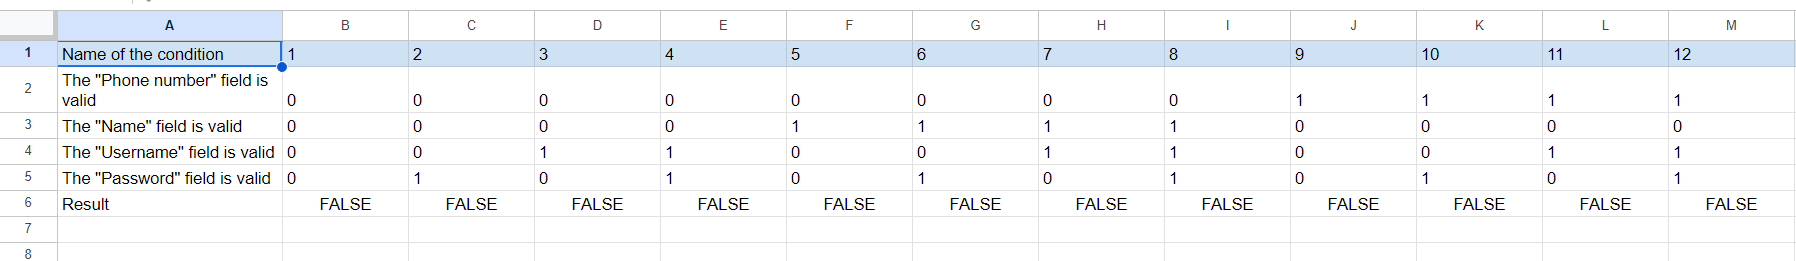 A B C D E F G H I J K L M
1 Name of the condition 1 2 3 4 5 6 7 8 9 10 11 12
The "Phone number" field is
2 valid 0 0 0 0 0 0 0 0 1 1 1 1
3 The "Name" field is valid 0 0 0 0 1 1 1 1 0 0 0 0
4 The "Username" field is valid 0 0 1 1 0 0 1 1 0 0 1 1
5 The "Password" field is valid 0 1 0 1 0 1 0 1 0 1 0 1
6 Result FALSE FALSE FALSE FALSE FALSE FALSE FALSE FALSE FALSE FALSE FALSE FALSE
7
8